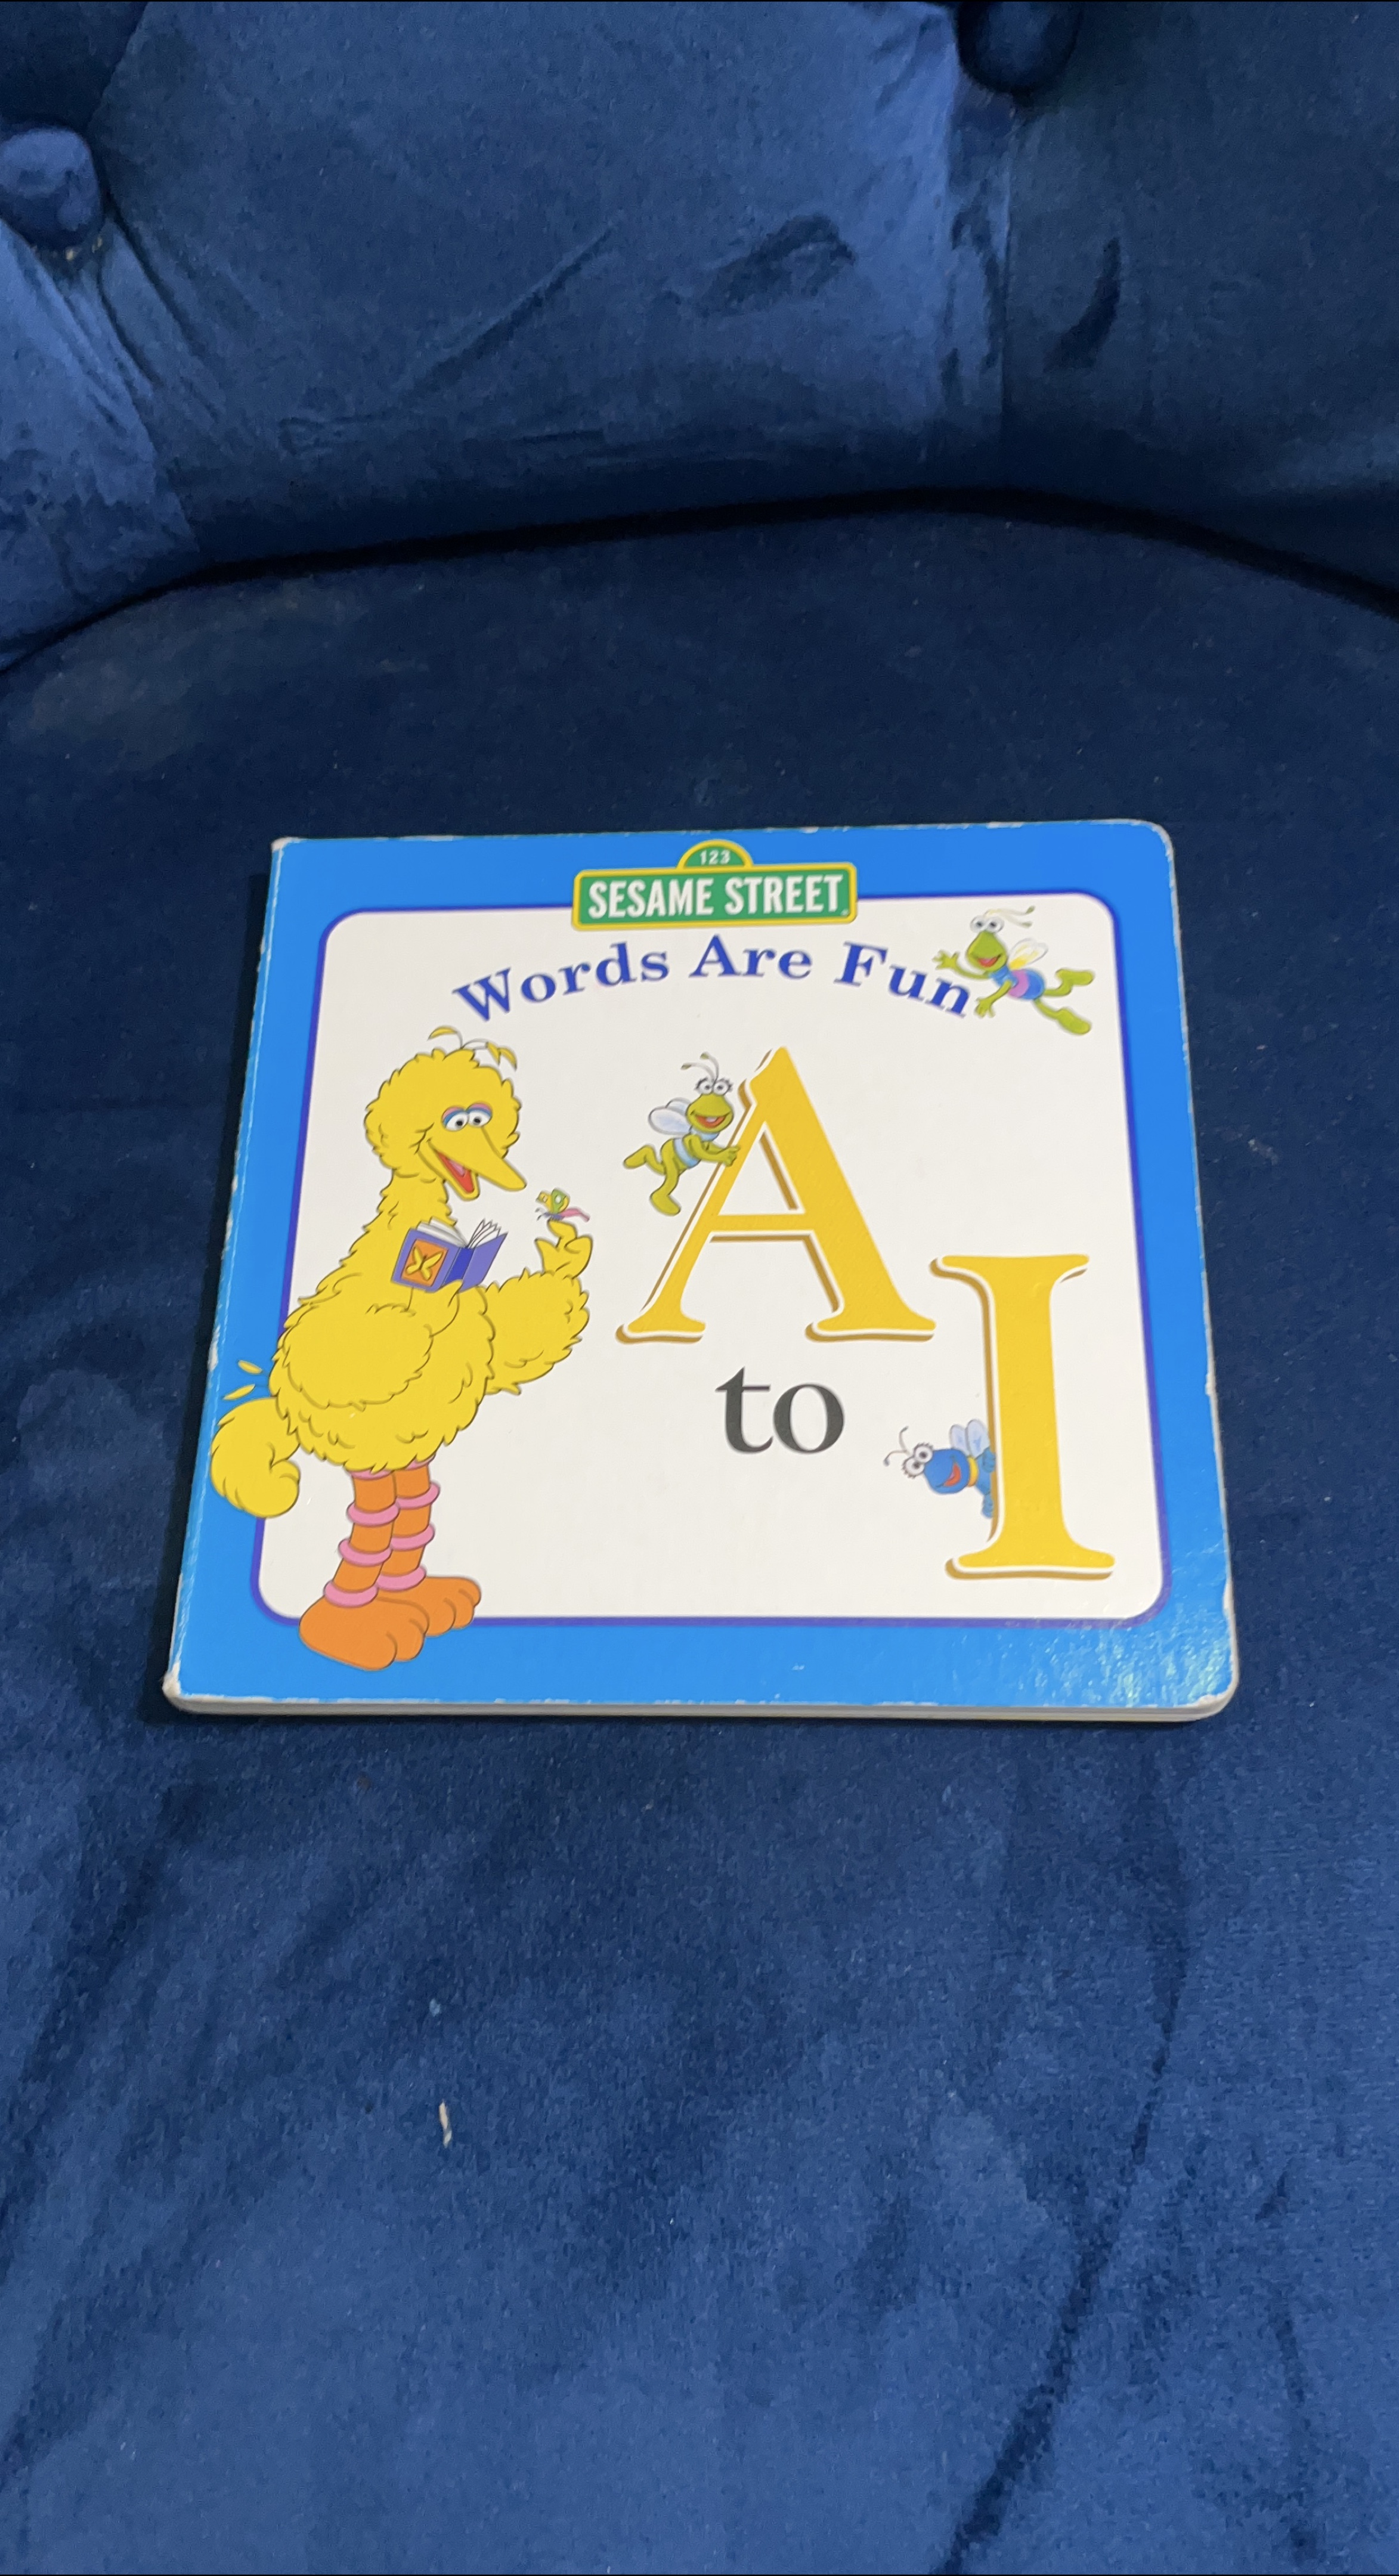 123
SESAME STREET
Words Are Fun
A
to
I